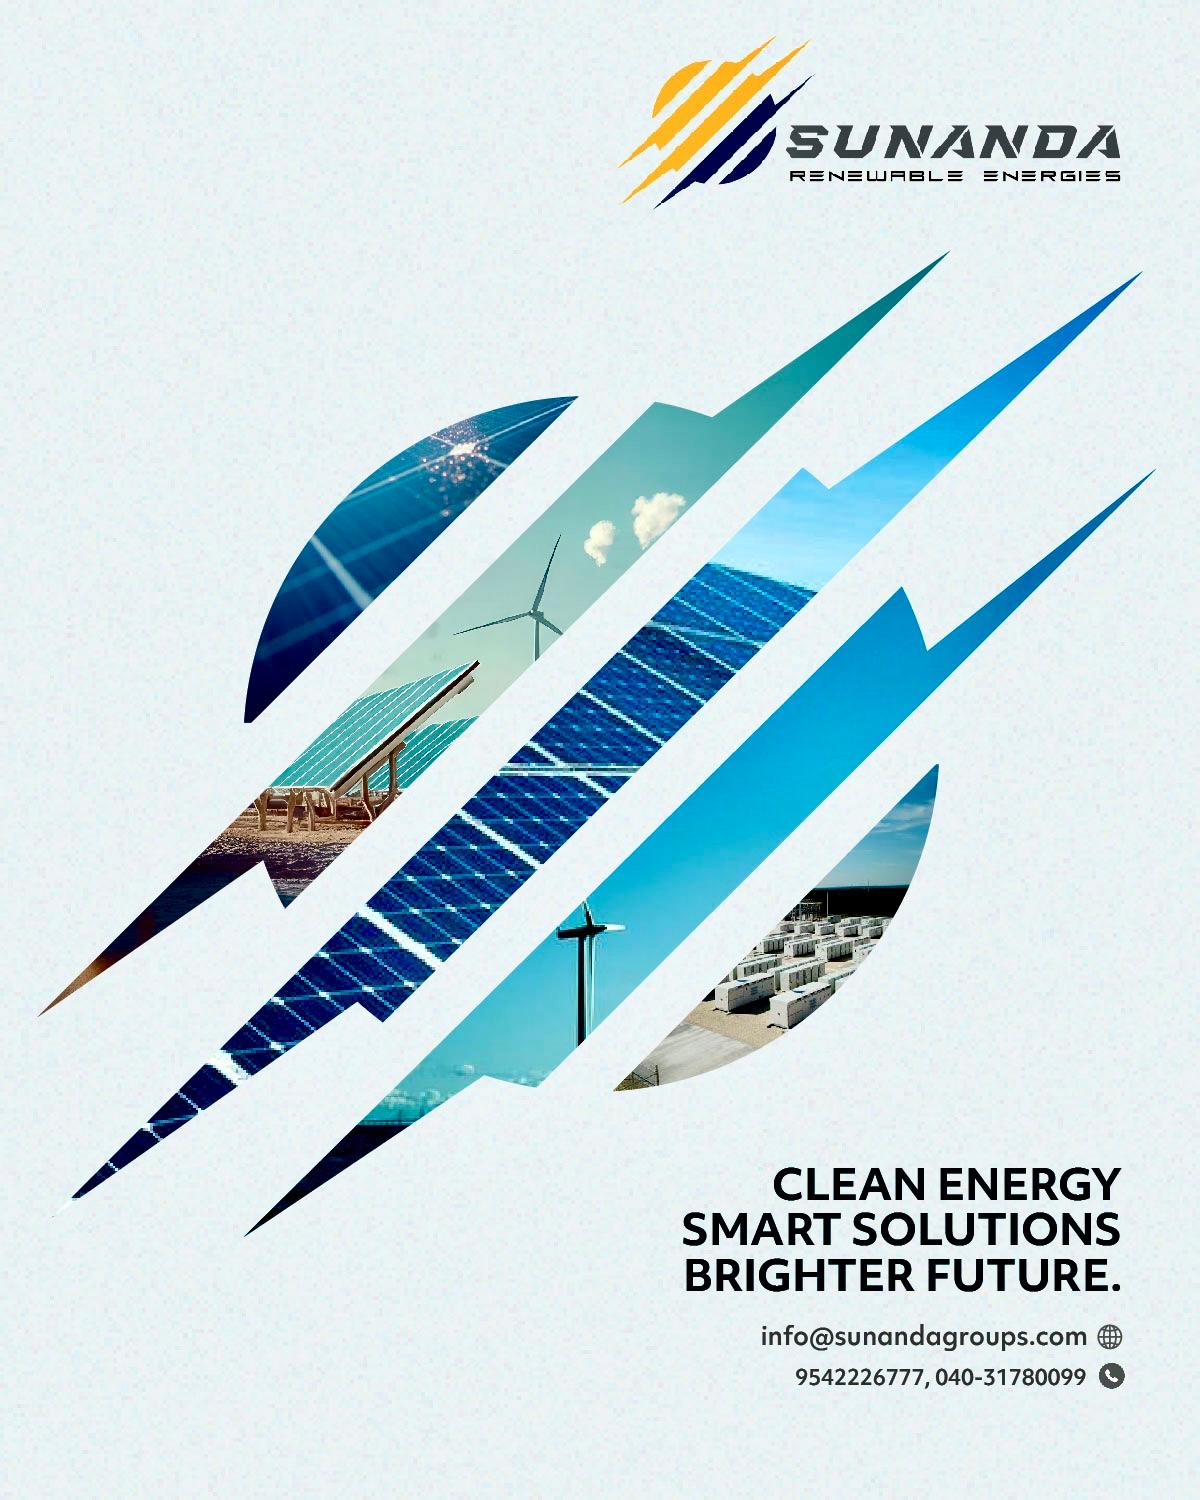 SUNANDA
RENEWABLE ENERGIES
CLEAN ENERGY
SMART SOLUTIONS
BRIGHTER FUTURE.
info@sunandagroups.com
9542226777, 040-31780099